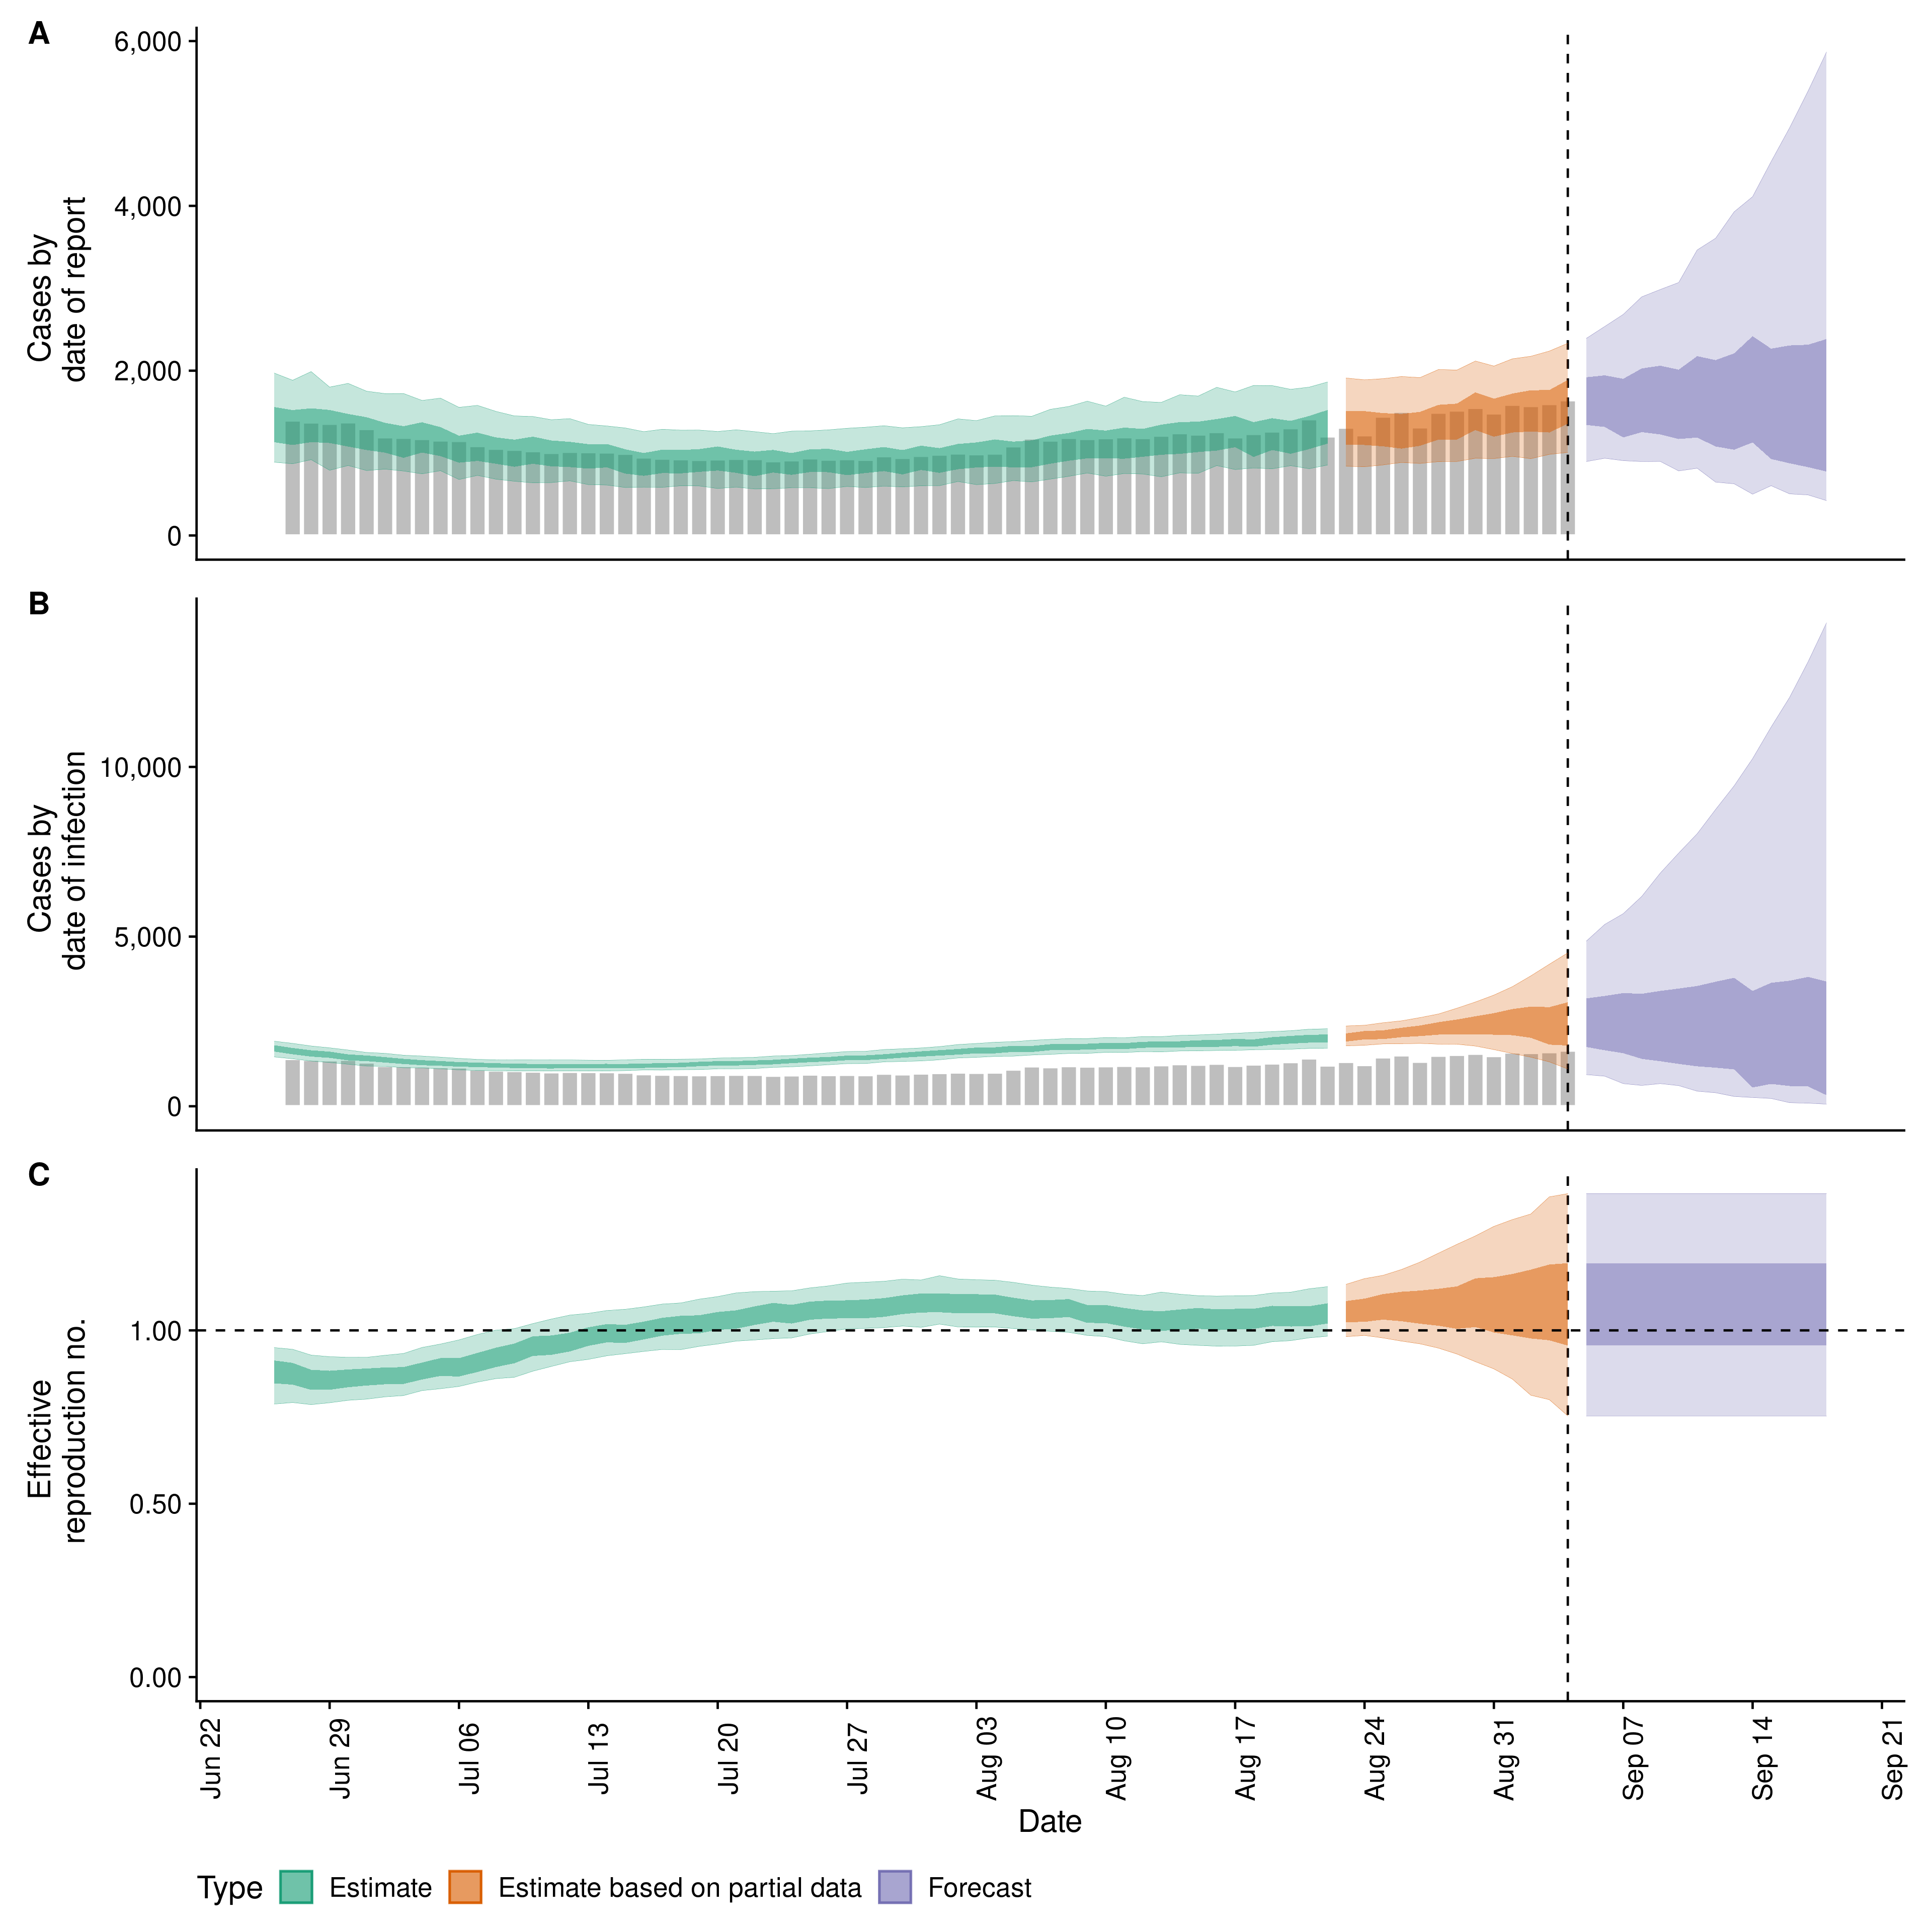 A
6,000
4,000
2,000
0
Cases by
date of report
B
10,000
5,000
0
Cases by
date of infection
C
1.00
0.50
0.00
Effective
reproduction no.
Jun 22
Jun 29
Jul 06
Jul 13
Jul 20
Jul 27
Aug 03
Aug 10
Aug 17
Aug 24
Aug 31
Sep 07
Sep 14
Sep 21
Date
Type Estimate Estimate based on partial data Forecast